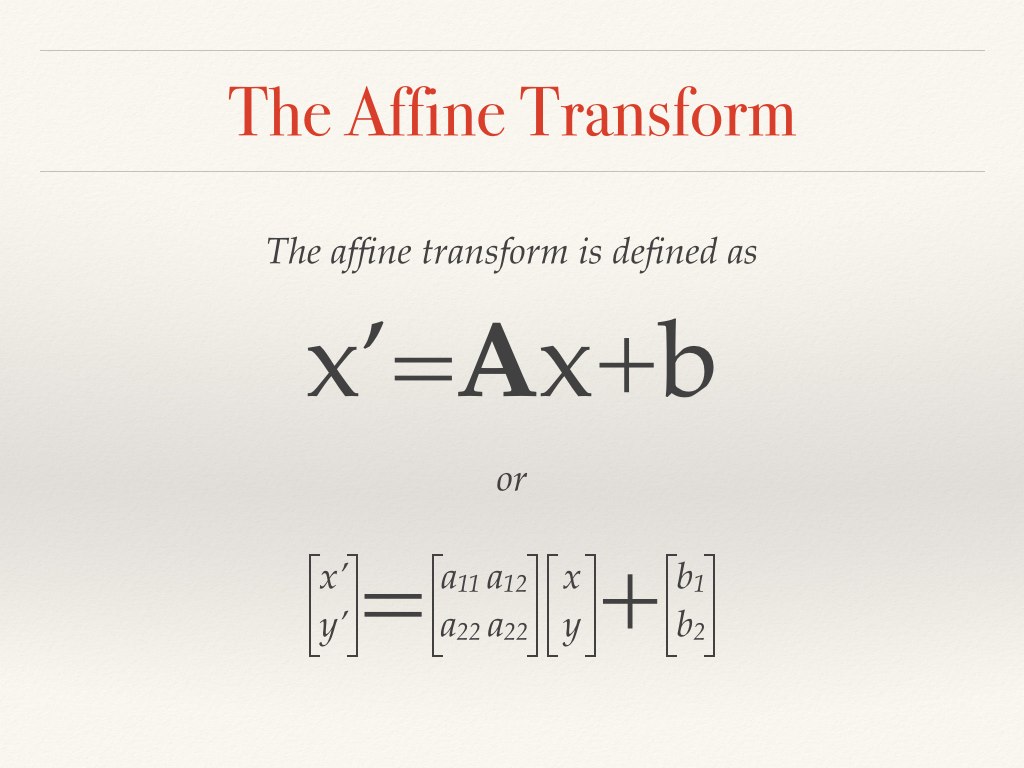 The Affine Transform
The affine transform is defined as
x′=Ax+b
or
[x′ y′]=[a11 a12 a22 a22][x y]+[b1 b2]